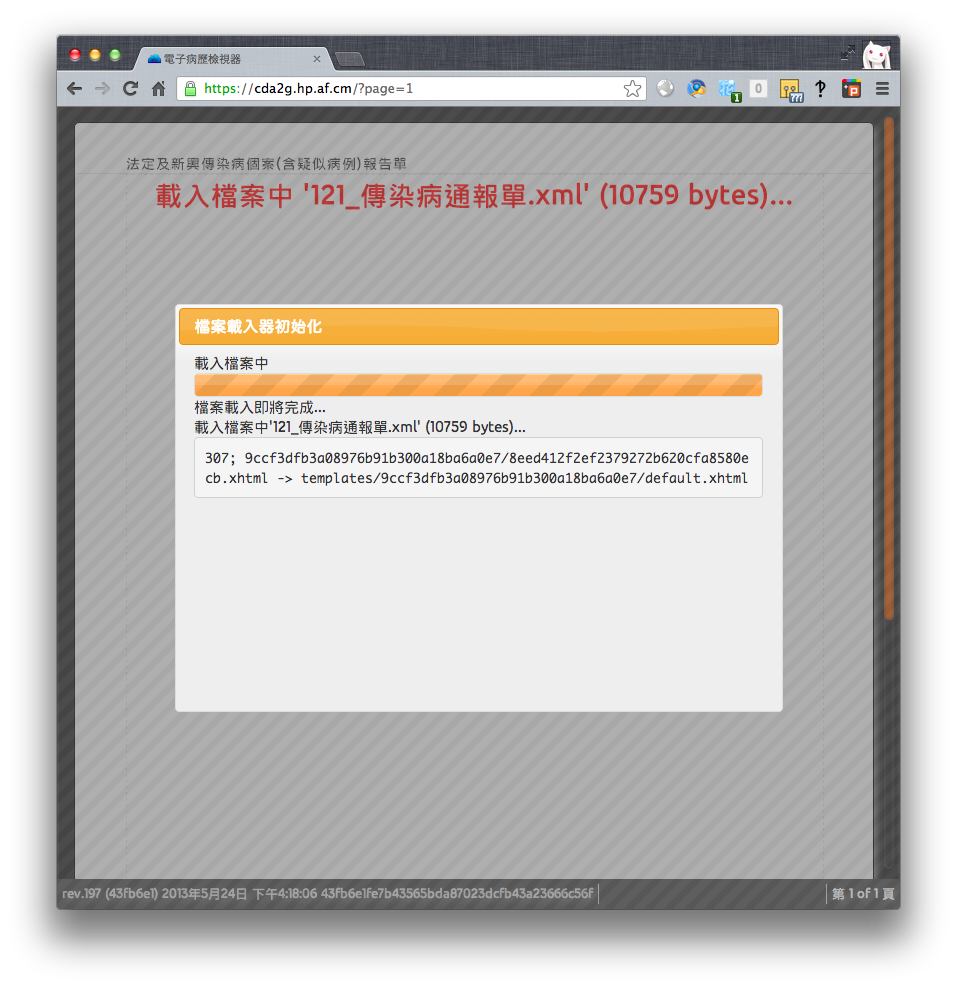 電子病歷檢視器
https://cda2g.hp.af.cm/?page=1
1
0
777
法定及新興傳染病個案(含疑似病例)報告單
載入檔案中 '121_傳染病通報單.xml' (10759 bytes)...
檔案載入器初始化
載入檔案中
檔案載入即將完成...
載入檔案中'121_傳染病通報單.xml' (10759 bytes)...
307; 9ccf3dfb3a08976b91b300a18ba6a0e7/8eed412f2ef2379272b620cfa8580e
cb.xhtml -> templates/9ccf3dfb3a08976b91b300a18ba6a0e7/default.xhtml
rev.197 (43fb6e1) 2013年5月24日 下午4:18:06 43fb6e1fe7b43565bda87023dcfb43a23666c56f
第 1 of 1 頁